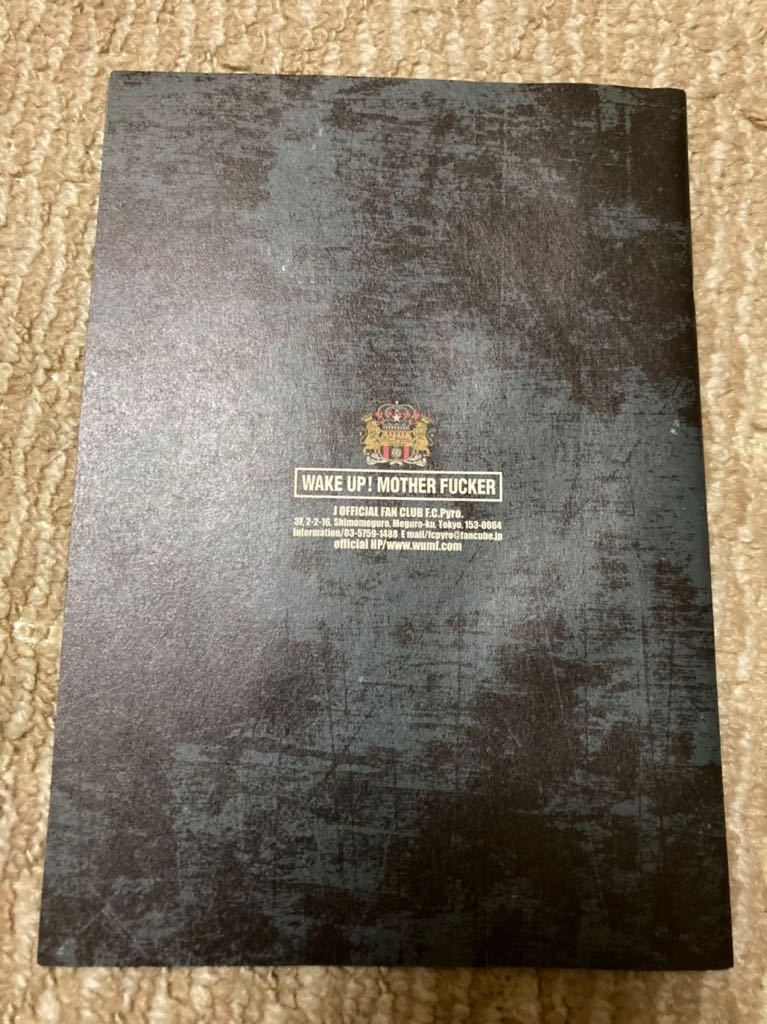 WAKE UP! MOTHER FUCKER
J OFFICIAL FAN CLUB F.C.Pyro.
3F, 2-2-16, Shimomeguro, Meguro-ku, Tokyo, 153-0064
Information/03-5759-1488 E mail/fcpyro@fancube.jp
official HP/www.wumf.com